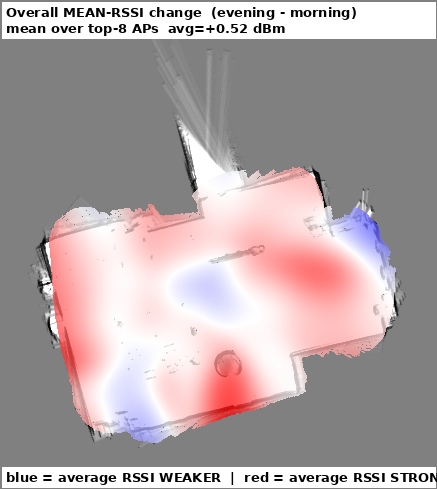 Overall MEAN-RSSI change (evening - morning)
mean over top-8 APs avg=+0.52 dBm
blue = average RSSI WEAKER | red = average RSSI STRON